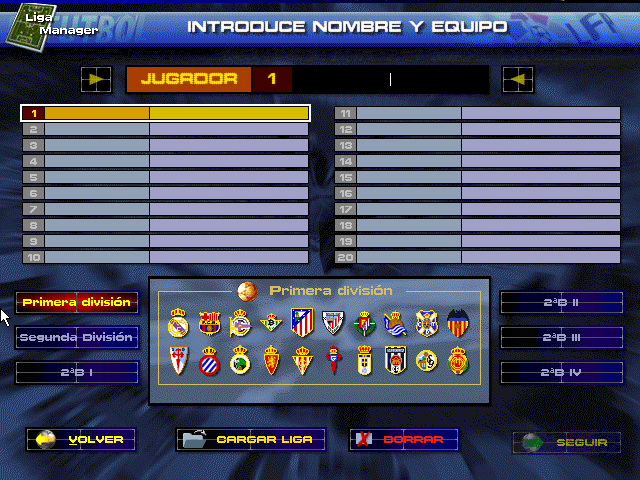 Liga
Manager
FUTBOL
INTRODUCE NOMBRE Y EQUIPO
LFP
JUGADOR 1
1
2
3
4
5
6
7
8
9
10
11
12
13
14
15
16
17
18
19
20
Primera división
Segunda División
2ªB I
Primera división
2ªB II
2ªB III
2ªB IV
VOLVER
CARGAR LIGA
BORRAR
SEGUIR